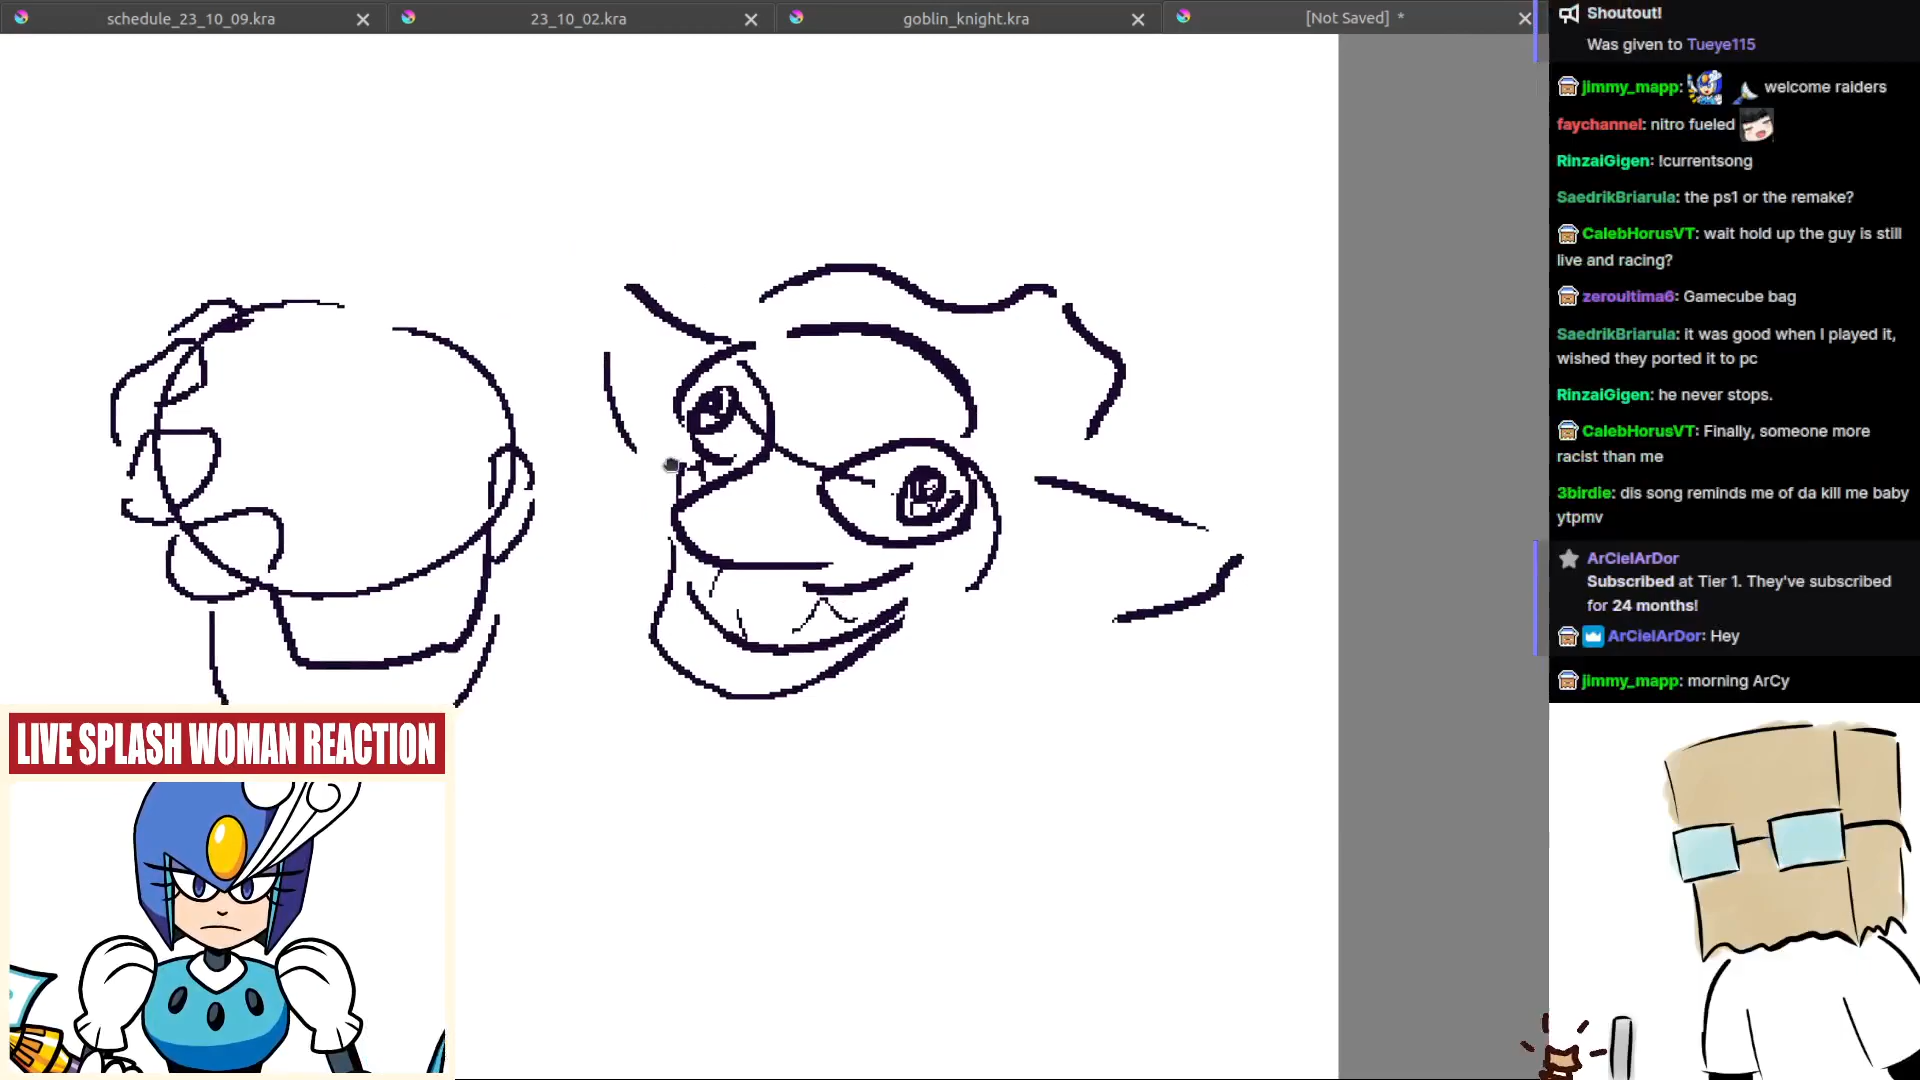 schedule_23_10_09.kra
23_10_02.kra
goblin_knight.kra
[Not Saved] *
Shoutout!
Was given to Tueye115
jimmy_mapp: welcome raiders
faychannel: nitro fueled
RinzaiGigen: !currentsong
SaedrikBriarula: the ps1 or the remake?
CalebHorusVT: wait hold up the guy is still
live and racing?
zeroultima6: Gamecube bag
SaedrikBriarula: it was good when I played it,
wished they ported it to pc
RinzaiGigen: he never stops.
CalebHorusVT: Finally, someone more
racist than me
3birdie: dis song reminds me of da kill me baby
ytpmv
ArCielArDor
Subscribed at Tier 1. They've subscribed
for 24 months!
ArCielArDor: Hey
jimmy_mapp: morning ArCy
LIVE SPLASH WOMAN REACTION